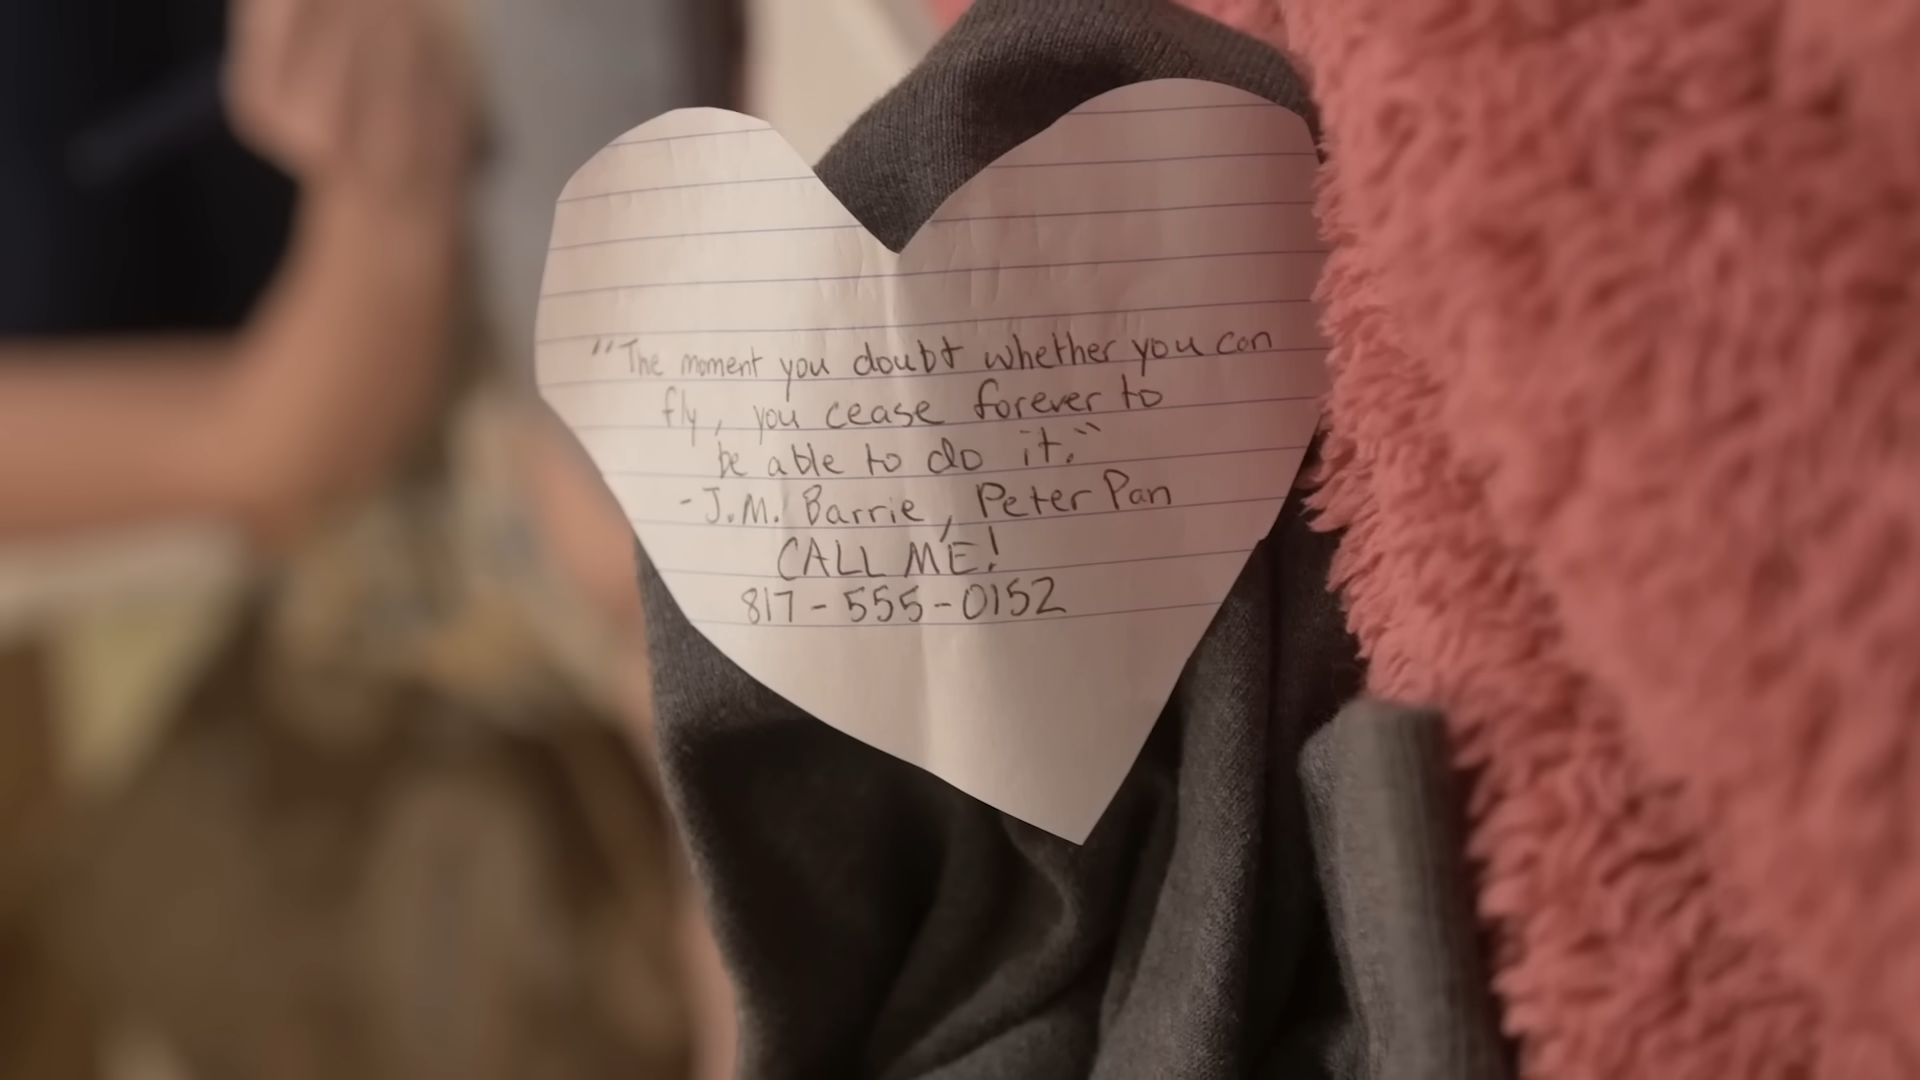 "The moment you doubt whether you can
fly, you cease forever to
be able to do it."
-J.M. Barrie, Peter Pan
CALL ME!
817-555-0152